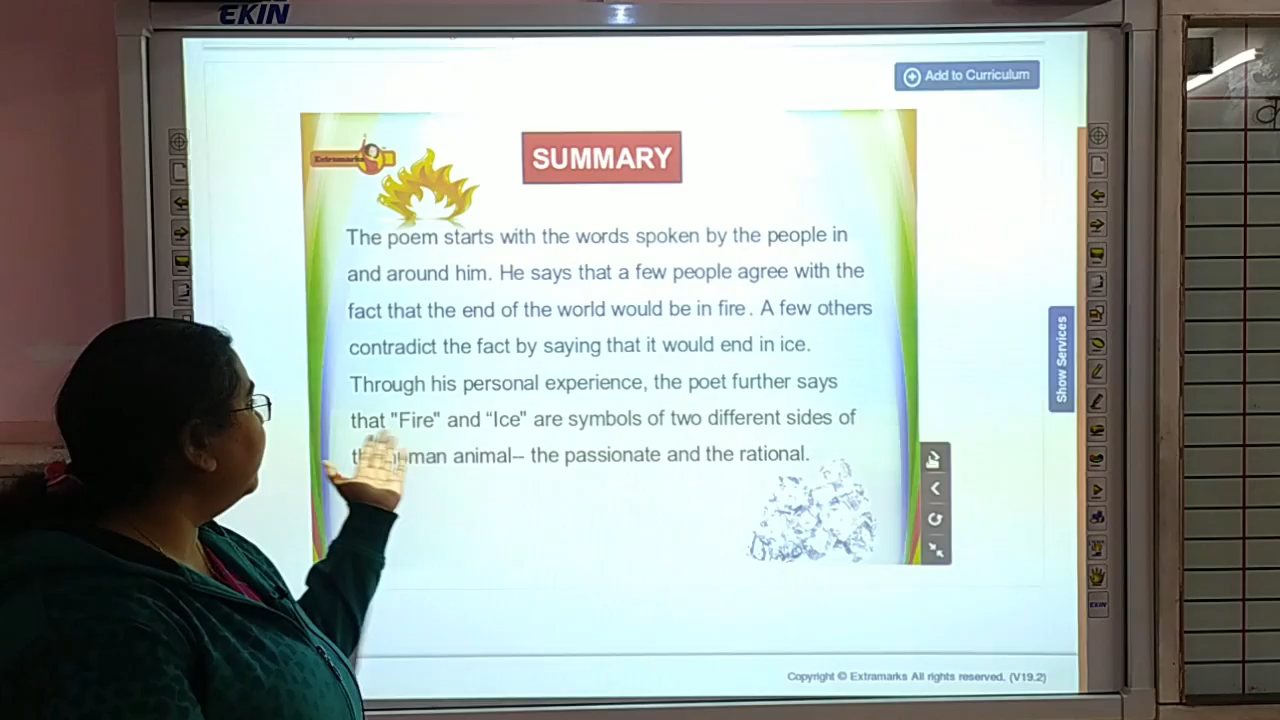 EKIN
Add to Curriculum
Extramarks
SUMMARY
The poem starts with the words spoken by the people in
and around him. He says that a few people agree with the
fact that the end of the world would be in fire. A few others
contradict the fact by saying that it would end in ice.
Through his personal experience, the poet further says
that "Fire" and “Ice" are symbols of two different sides of
man animal– the passionate and the rational.
Show Services
EKIN
Copyright © Extramarks All rights reserved. (V19.2)